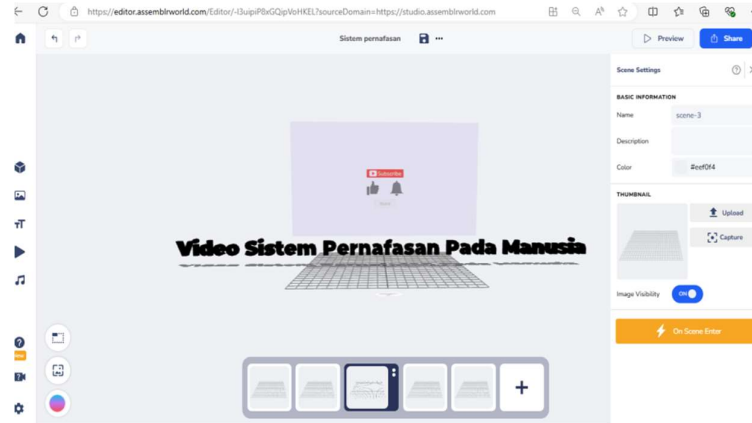 https://editor.assemblrworld.com/Editor/-I3uipiP8xGQipVoHKEL?sourceDomain=https://studio.assemblrworld.com
Sistem pernafasan
Preview
Share
Scene Settings
BASIC INFORMATION
Name
scene-3
Description
Color
#eef0f4
THUMBNAIL
Upload
Capture
Image Visibility
ON
On Scene Enter
Subscribe
Video Sistem Pernafasan Pada Manusia